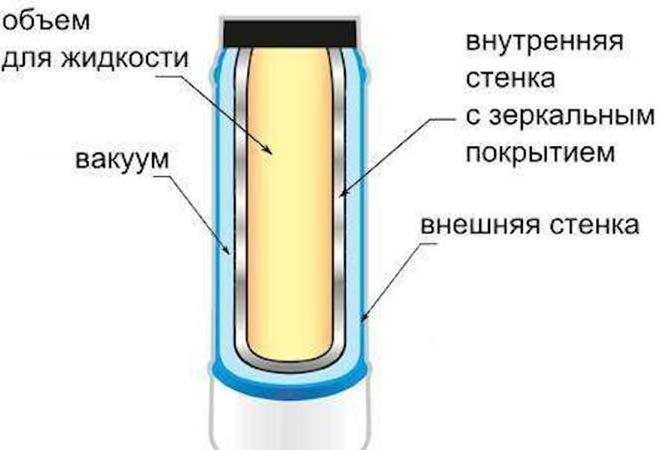 объем
для жидкости
вакуум
внутренняя
стенка
с зеркальным
покрытием
внешняя стенка